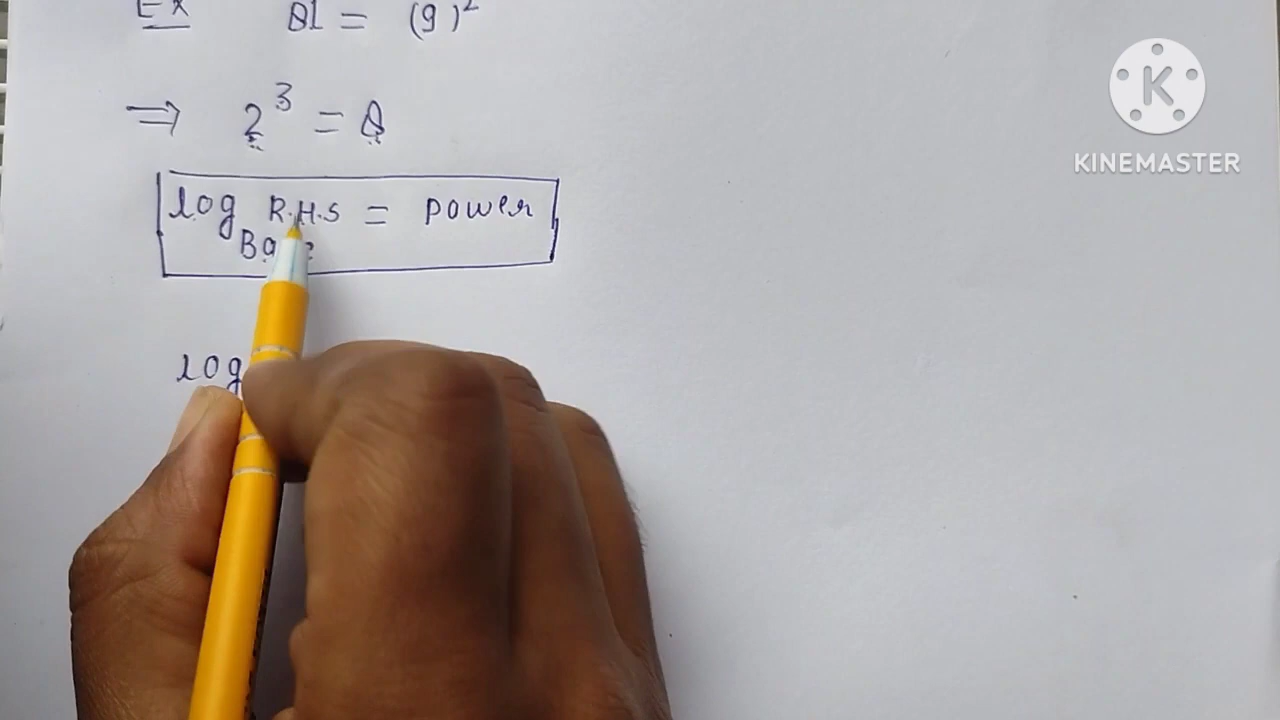 Ex 81 = (9)²
⇒ 2³ = 8
log R.H.S = Power
Base
log
KINEMASTER